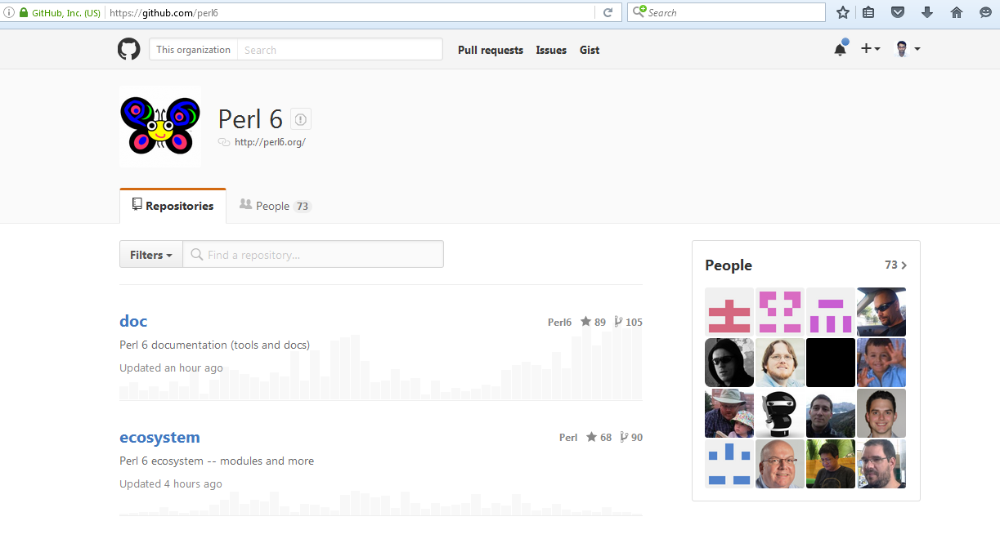 GitHub, Inc. (US) https://github.com/perl6 Search
This organization Search Pull requests Issues Gist
Perl 6
http://perl6.org/
Repositories People 73
Filters Find a repository...
People 73
doc Perl6 89 105
Perl 6 documentation (tools and docs)
Updated an hour ago
ecosystem Perl 68 90
Perl 6 ecosystem -- modules and more
Updated 4 hours ago